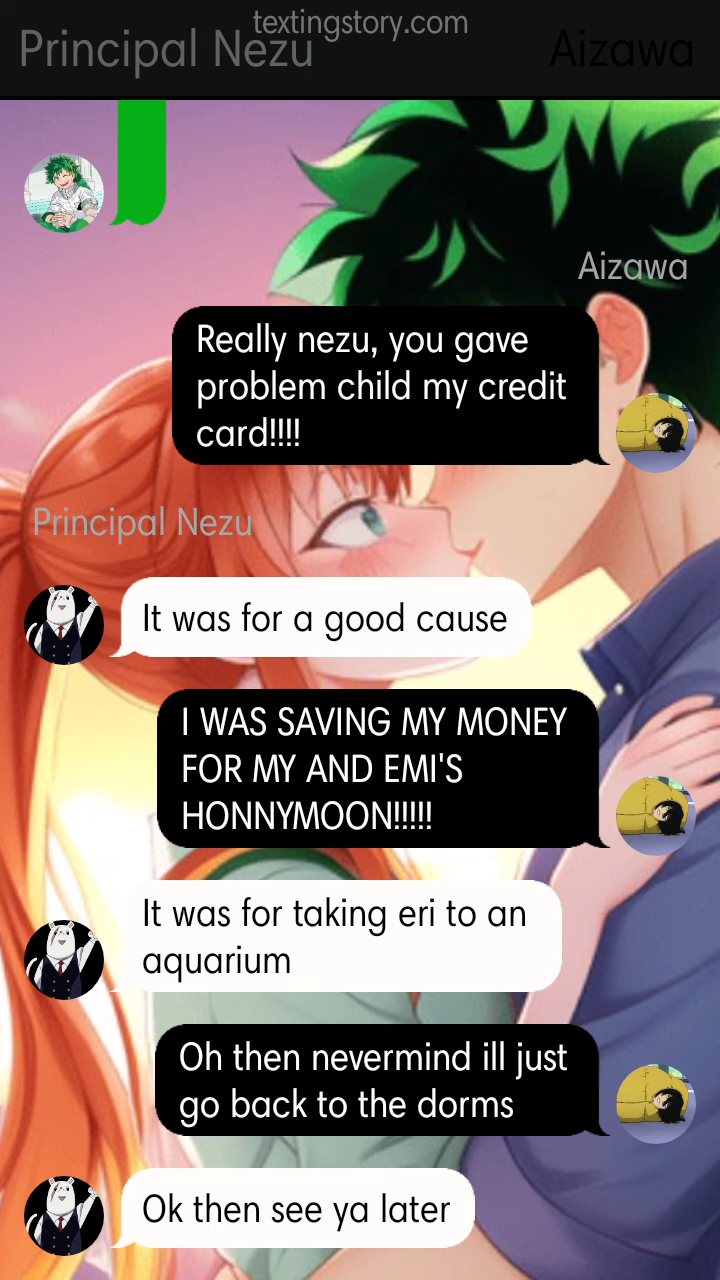 textingstory.com
Principal Nezu
Aizawa
Aizawa
Really nezu, you gave
problem child my credit
card!!!!
Principal Nezu
It was for a good cause
I WAS SAVING MY MONEY
FOR MY AND EMI'S
HONNYMOON!!!!!
It was for taking eri to an
aquarium
Oh then nevermind ill just
go back to the dorms
Ok then see ya later